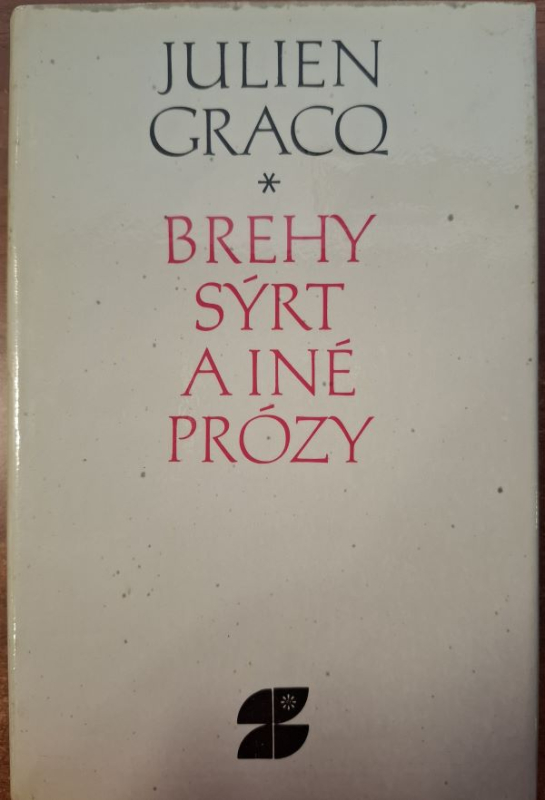 JULIEN
GRACQ
*
BREHY
SÝRT
A INÉ
PRÓZY